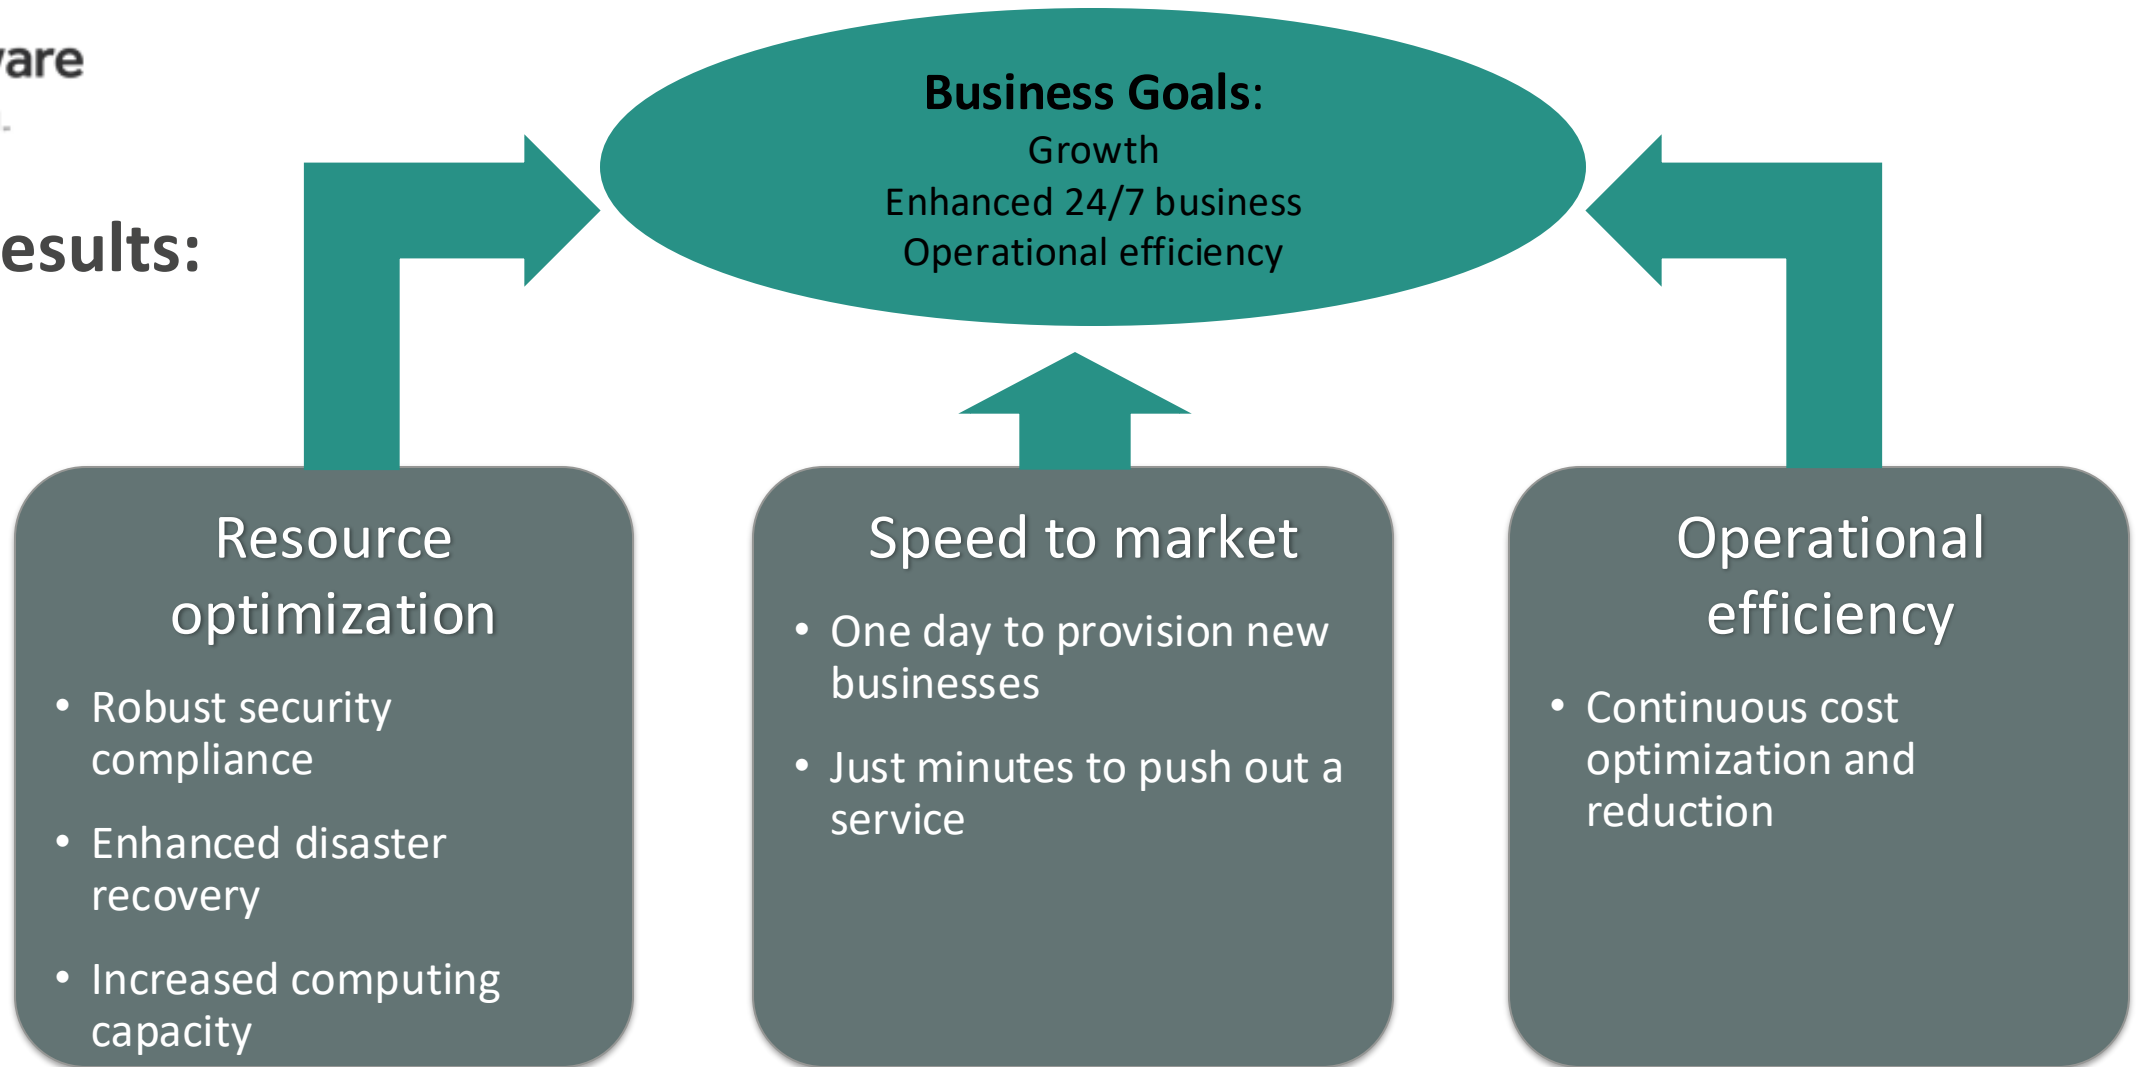 ware
Business Goals:
Growth
Enhanced 24/7 business
Operational efficiency
esults:
Resource
optimization
• Robust security
compliance
• Enhanced disaster
recovery
• Increased computing
capacity
Speed to market
• One day to provision new
businesses
• Just minutes to push out a
service
Operational
efficiency
• Continuous cost
optimization and
reduction